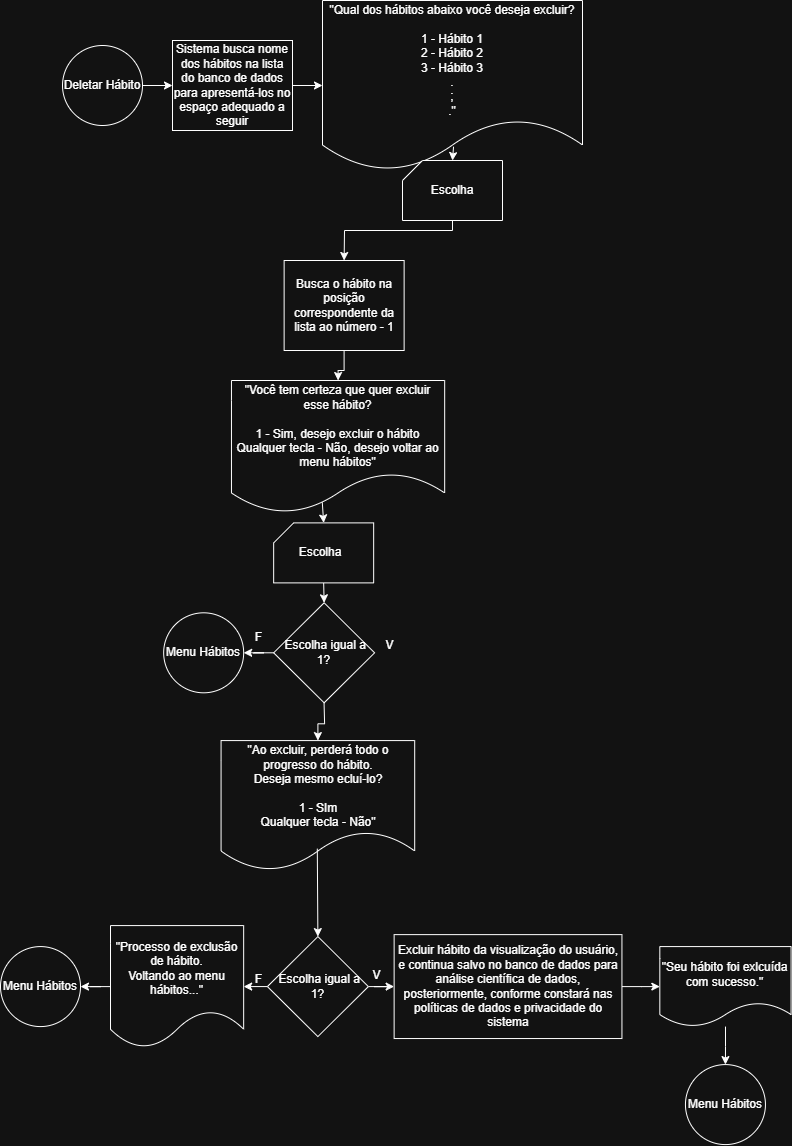 "Qual dos hábitos abaixo você deseja excluir?
1 - Hábito 1
2 - Hábito 2
3 - Hábito 3
.
.
,
."
Deletar Hábito
Sistema busca nome
dos hábitos na lista
do banco de dados
para apresentá-los no
espaço adequado a
seguir
Escolha
Busca o hábito na
posição
correspondente da
lista ao número - 1
"Você tem certeza que quer excluir
esse hábito?
1 - Sim, desejo excluir o hábito
Qualquer tecla - Não, desejo voltar ao
menu hábitos"
Escolha
Menu Hábitos
F
Escolha igual a
1?
V
"Ao excluir, perderá todo o
progresso do hábito.
Deseja mesmo ecluí-lo?
1 - SIm
Qualquer tecla - Não"
Menu Hábitos
"Processo de exclusão
de hábito.
Voltando ao menu
hábitos..."
F
Escolha igual a
1?
V
Excluir hábito da visualização do usuário,
e continua salvo no banco de dados para
análise científica de dados,
posteriormente, conforme constará nas
políticas de dados e privacidade do
sistema
"Seu hábito foi exlcuída
com sucesso."
Menu Hábitos